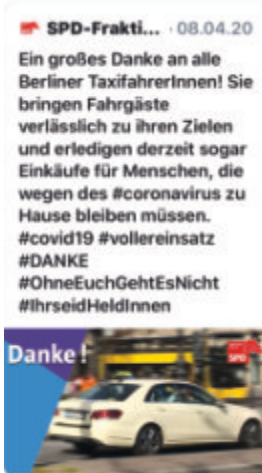 SPD-Frakti... · 08.04.20
Ein großes Danke an alle
Berliner TaxifahrerInnen! Sie
bringen Fahrgäste
verlässlich zu ihren Zielen
und erledigen derzeit sogar
Einkäufe für Menschen, die
wegen des #coronavirus zu
Hause bleiben müssen.
#covid19 #vollereinsatz
#DANKE
#OhneEuchGehtEsNicht
#IhrseidHeldInnen
Danke!
SPD